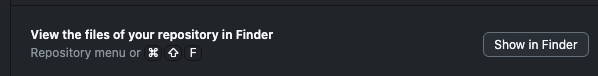 View the files of your repository in Finder
Repository menu or ⌘ ⇧ F
Show in Finder